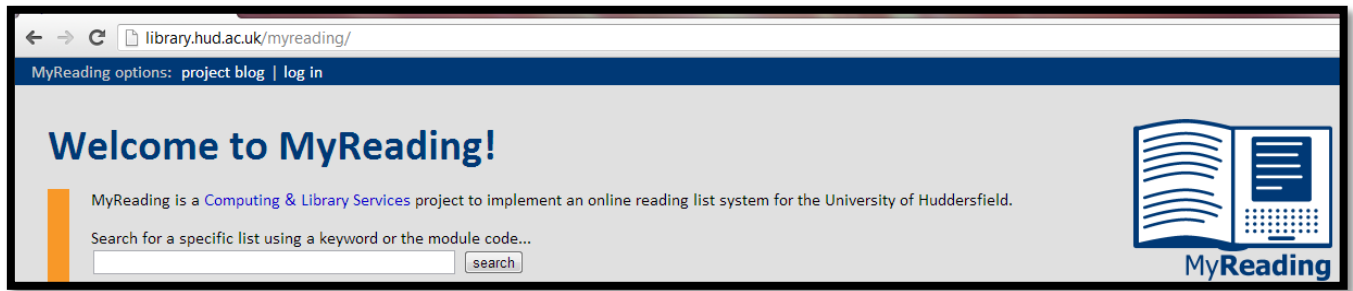 library.hud.ac.uk/myreading/
MyReading options: project blog | log in
Welcome to MyReading!
MyReading is a Computing & Library Services project to implement an online reading list system for the University of Huddersfield.
Search for a specific list using a keyword or the module code...
search
MyReading